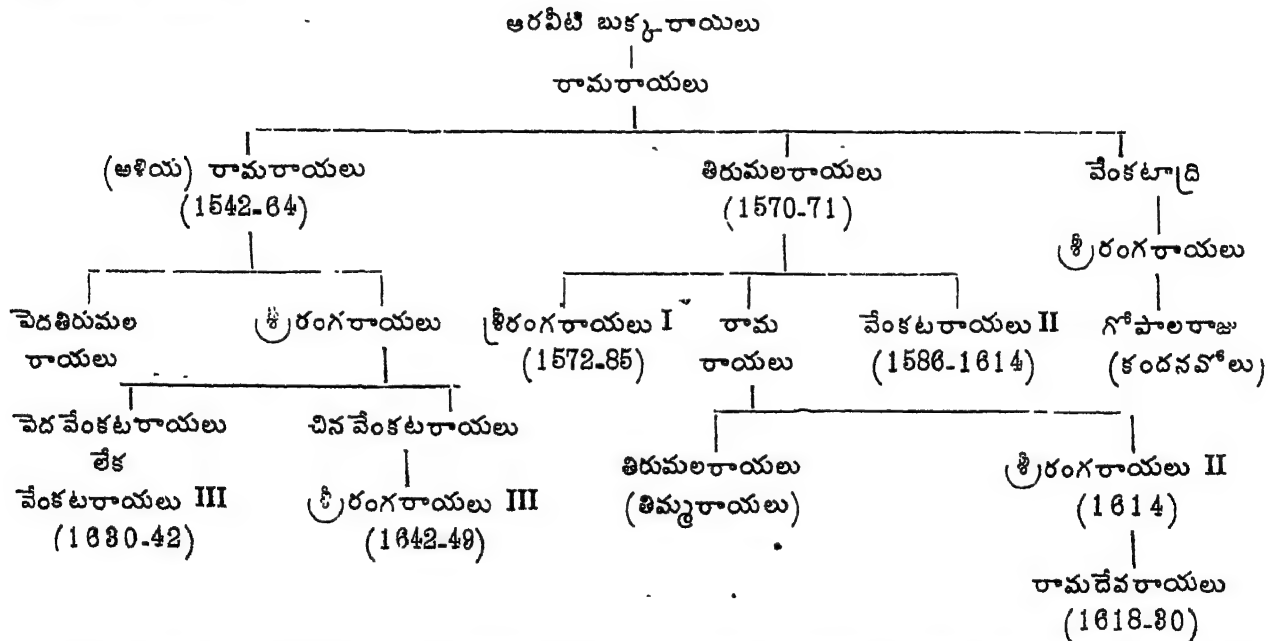 ఆరవీటి బుక్క రాయలు
రామరాయలు
(అళియ) రామరాయలు తిరుమలరాయలు వేంకటాద్రి
(1542-64) (1570-71)
శ్రీరంగరాయలు
పెదతిరుమల శ్రీరంగరాయలు శ్రీరంగరాయలు I రామ వేంకటరాయలు II గోపాలరాజు
రాయలు (1572-85) రాయలు (1586-1614) (కందనవోలు)
పెద వేంకటరాయలు చిన వేంకటరాయలు
లేక తిరుమలరాయలు శ్రీరంగరాయలు II
వేంకటరాయలు III శ్రీరంగరాయలు III (తిమ్మరాయలు) (1614)
(1630-42) (1642-49)
రామదేవరాయలు
(1618-30)